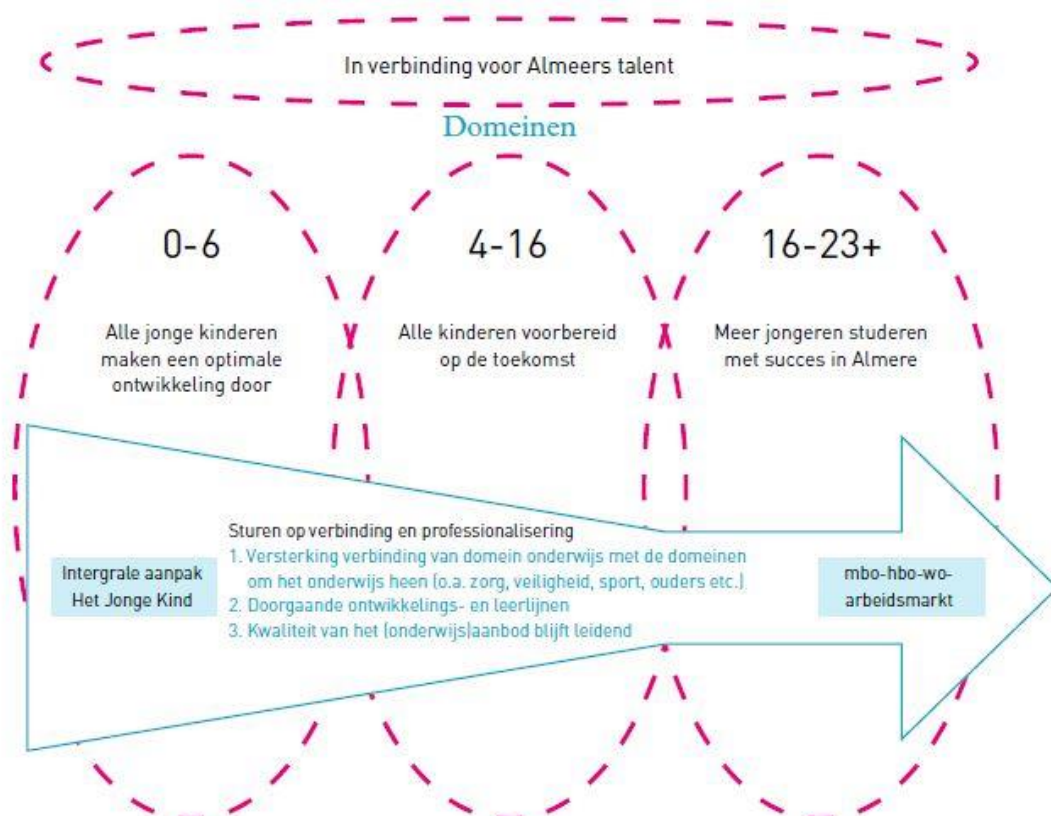 In verbinding voor Almeers talent
Domeinen
0-6
Alle jonge kinderen
maken een optimale
ontwikkeling door
4-16
Alle kinderen voorbereid
op de toekomst
16-23+
Meer jongeren studeren
met succes in Almere
Intergrale aanpak
Het Jonge Kind
Sturen op verbinding en professionalisering
1. Versterking verbinding van domein onderwijs met de domeinen
om het onderwijs heen (o.a. zorg, veiligheid, sport, ouders etc.)
2. Doorgaande ontwikkelings- en leerlijnen
3. Kwaliteit van het (onderwijs)aanbod blijft leidend
mbo-hbo-wo-
arbeidsmarkt